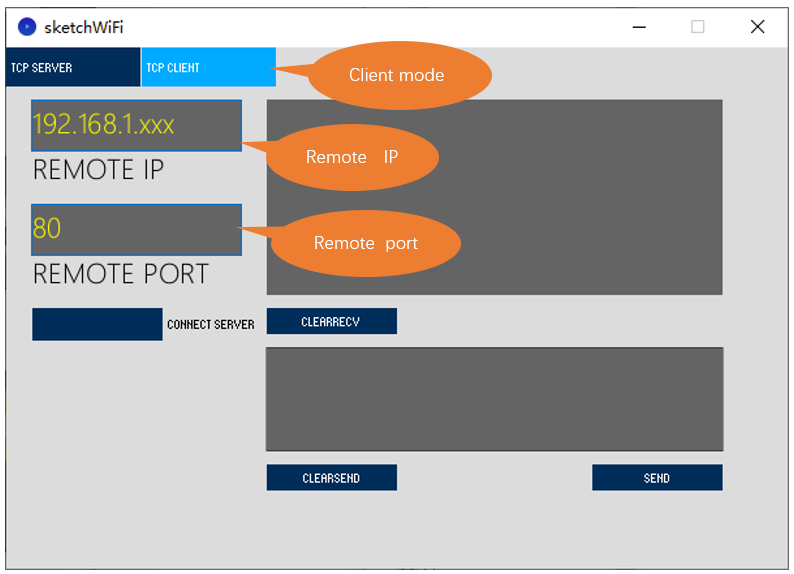 sketchWiFi
TCP SERVER
TCP CLIENT
Client mode
192.168.1.xxx
Remote IP
REMOTE IP
80
Remote port
REMOTE PORT
CONNECT SERVER
CLEARRECV
CLEARSEND
SEND